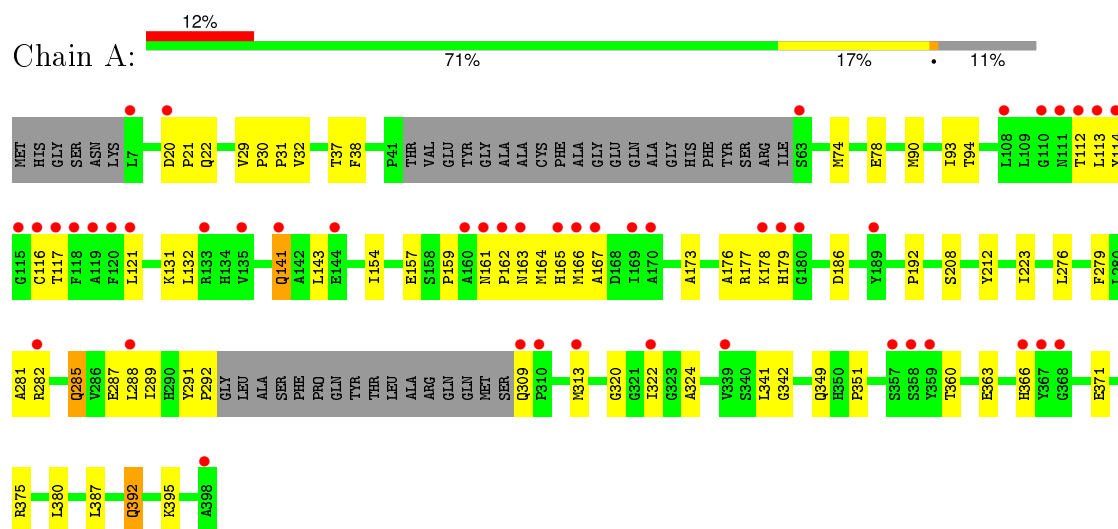 12%
Chain A:
71% 17% • 11%
MET HIS GLY SER ASN LYS L7 D20 P21 Q22 V29 P30 P31 V32 T37 F38 P41 THR VAL GLU TYR GLY ALA ALA CYS PHE ALA GLY GLU GLN ALA GLY HIS PHE TYR SER ARG ILE S63 M74 E78 M90 I93 T94 L108 L109 G110 N111 T112 L113 Y114
G115 C116 T117 F118 A119 F120 L121 K131 L132 R133 H134 V135 Q141 A142 L143 E144 I154 E157 S158 P159 A160 N161 P162 N163 M164 H165 M166 A167 D168 I169 A170 A173 A176 R177 K178 H179 G180 D186 Y189 P192 S208 Y212 I223 L276 F279 L280
A281 R282 Q285 V286 E287 L288 I289 H290 Y291 P292 GLY LEU ALA SER PHE PRO GLN TYR THR LEU ALA ARG GLN GLN MET SER Q309 P310 M313 G320 G321 I322 G323 A324 V339 S340 L341 G342 Q349 H350 P351 S357 S358 Y359 T360 E363 H366 Y367 G368 E371
R375 L380 L387 Q392 K395 A398